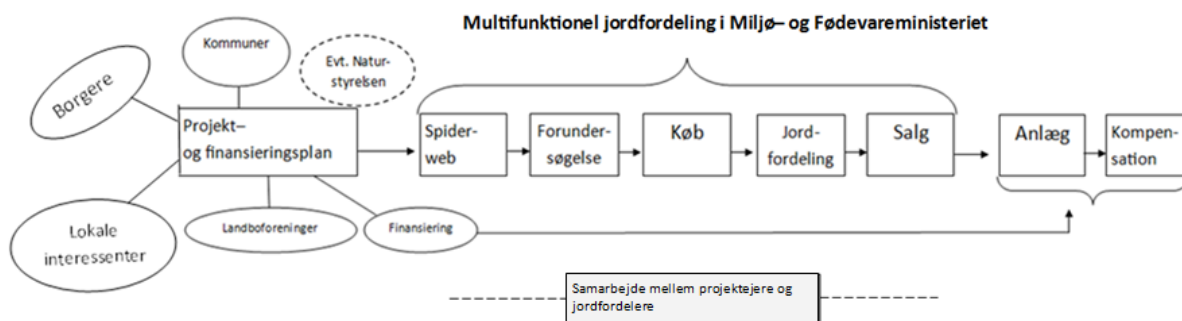 Multifunktionel jordfordeling i Miljø– og Fødevareministeriet
Kommuner
Evt. Natur-
styrelsen
Borgere
Projekt–
og finansieringsplan
Spider-
web
Forunder-
søgelse
Køb
Jord-
fordeling
Salg
Anlæg
Kompen-
sation
Lokale
interessenter
Landboforeninger
Finansiering
Samarbejde mellem projektejere og
jordfordelere